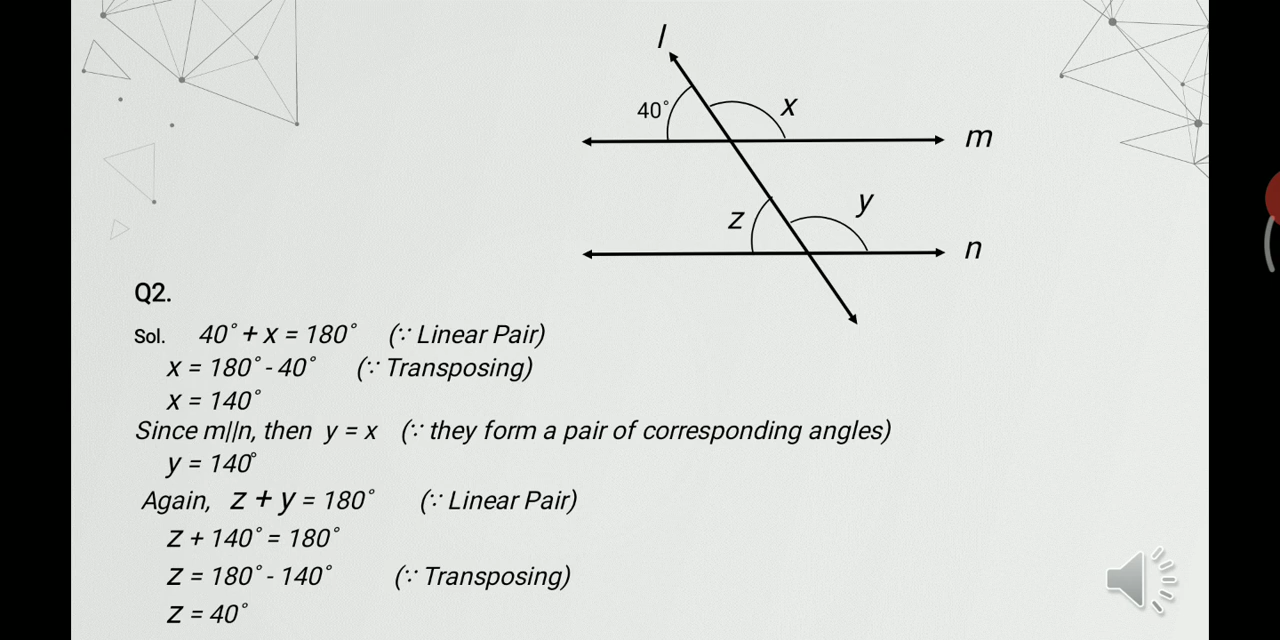 l
40°
x
m
z
y
n
Q2.
Sol. 40° + x = 180° (∵ Linear Pair)
x = 180° - 40° (∵ Transposing)
x = 140°
Since m||n, then y = x (∵ they form a pair of corresponding angles)
y = 140°
Again, z + y = 180° (∵ Linear Pair)
z + 140° = 180°
z = 180° - 140° (∵ Transposing)
z = 40°